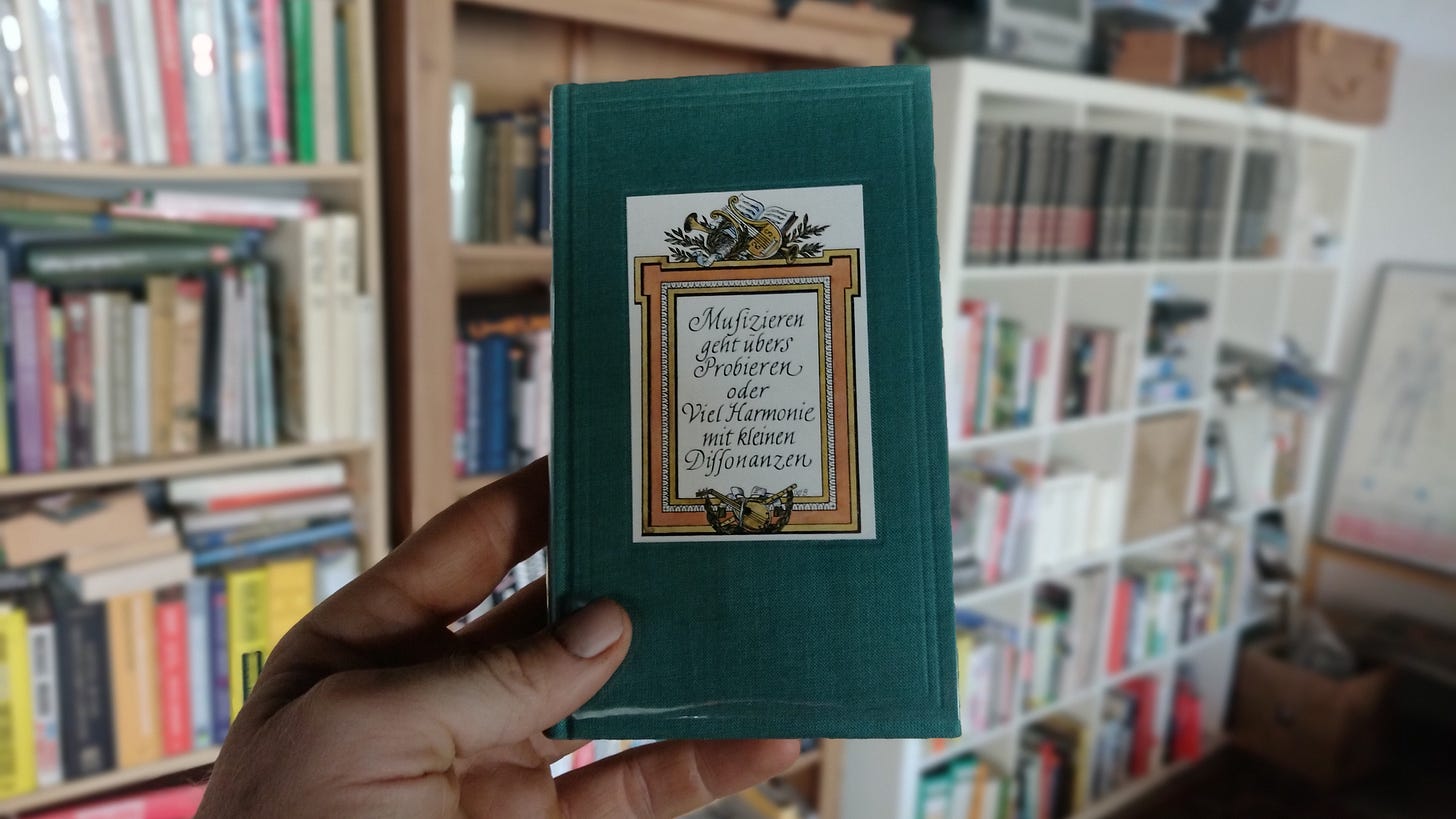 Muſizieren
geht übers
Probieren
oder
Viel Harmonie
mit kleinen
Diſſonanzen